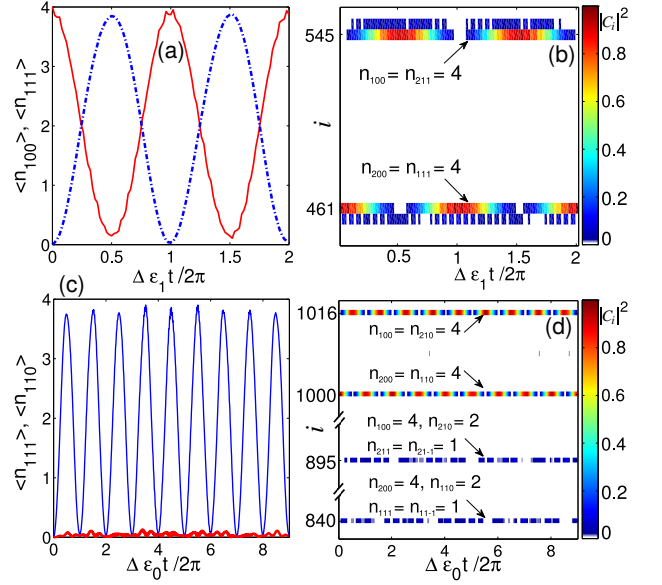 (a)
<n₁₀₀>, <n₁₁₁>
4
3
2
1
0
0 0.5 1 1.5 2
Δ ε₁ t / 2π
(b)
i
545
461
n₁₀₀ = n₂₁₁ = 4
n₂₀₀ = n₁₁₁ = 4
0.5 1 1.5 2
Δ ε₁ t / 2π
|Cᵢ|²
0.8
0.6
0.4
0.2
0
(c)
<n₁₁₁>, <n₁₁₀>
4
3
2
1
0
0 2 4 6 8
Δ ε₀ t / 2π
(d)
i
1016
1000
895
840
n₁₀₀ = n₂₁₀ = 4
n₂₀₀ = n₁₁₀ = 4
n₁₀₀ = 4, n₂₁₀ = 2
n₂₁₁ = n₂₁₋₁ = 1
n₂₀₀ = 4, n₁₁₀ = 2
n₁₁₁ = n₁₁₋₁ = 1
0 2 4 6 8
Δ ε₀ t / 2π
|Cᵢ|²
0.8
0.6
0.4
0.2
0